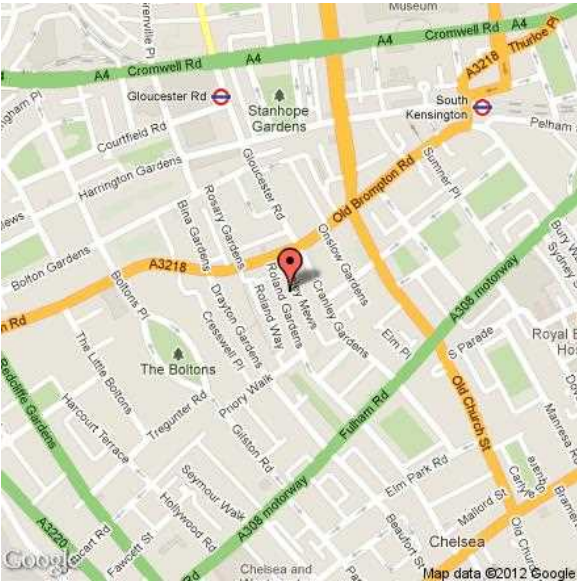 Museum
Thurloe Pl
A3218
A4
Cromwell Rd
A4
Cromwell Rd
Gloucester Rd
Stanhope
Gardens
South
Kensington
Pelham
Courtfield Rd
Harrington Gardens
Gloucester Rd
Sumner Pl
Old Brompton Rd
Rosary Gardens
Bina Gardens
Onslow Gardens
Bolton Gardens
A3218
Boltons Pl
Roland Gardens
Roland Way
Mews
Cranley Gardens
Drayton Gardens
Cresswell Pl
A308 motorway
Elm Pl
S Parade
The Boltons
The Little Boltons
Priory Walk
Redcliffe Gardens
Harcourt Terrace
Tregunter Rd
Fulham Rd
Old Church St
Gilston Rd
Manresa Rd
Elm Park Rd
Seymour Walk
Hollywood Rd
A308 motorway
Mallord St
A3220
Fawcett St
Beaufort St
Chelsea
Chelsea and
Google
Map data ©2012 Google